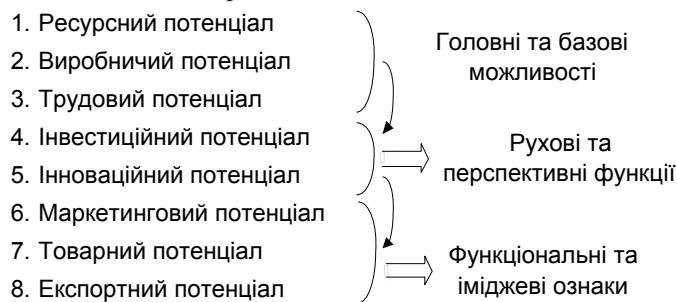 1. Ресурсний потенціал
2. Виробничий потенціал
3. Трудовий потенціал
4. Інвестиційний потенціал
5. Інноваційний потенціал
6. Маркетинговий потенціал
7. Товарний потенціал
8. Експортний потенціал
Головні та базові
можливості
Рухові та
перспективні функції
Функціональні та
іміджеві ознаки